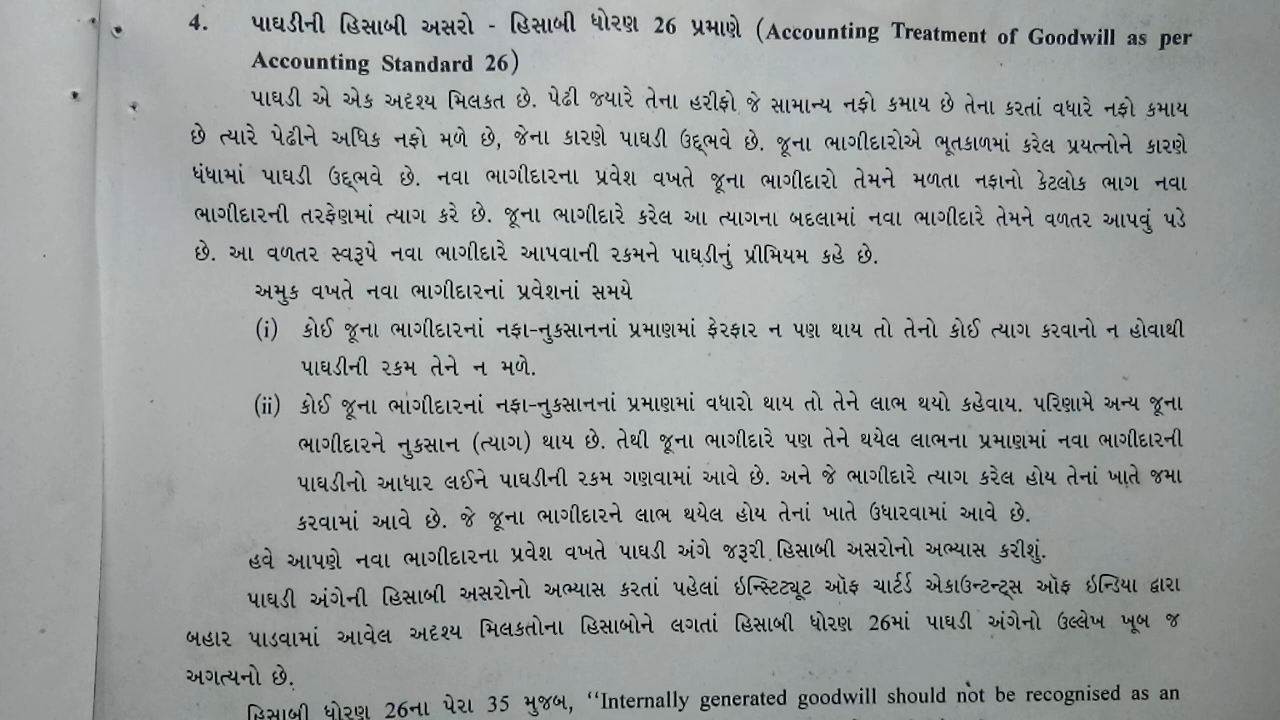 4. પાઘડીની હિસાબી અસરો - હિસાબી ધોરણ 26 પ્રમાણે (Accounting Treatment of Goodwill as per
Accounting Standard 26)
પાઘડી એ એક અદૃશ્ય મિલકત છે. પેઢી જ્યારે તેના હરીફો જે સામાન્ય નફો કમાય છે તેના કરતાં વધારે નફો કમાય
છે ત્યારે પેઢીને અધિક નફો મળે છે, જેના કારણે પાઘડી ઉદ્ભવે છે. જૂના ભાગીદારોએ ભૂતકાળમાં કરેલ પ્રયત્નોને કારણે
ધંધામાં પાઘડી ઉદ્ભવે છે. નવા ભાગીદારના પ્રવેશ વખતે જૂના ભાગીદારો તેમને મળતા નફાનો કેટલોક ભાગ નવા
ભાગીદારની તરફેણમાં ત્યાગ કરે છે. જૂના ભાગીદારે કરેલ આ ત્યાગના બદલામાં નવા ભાગીદારે તેમને વળતર આપવું પડે
છે. આ વળતર સ્વરૂપે નવા ભાગીદારે આપવાની રકમને પાઘડીનું પ્રીમિયમ કહે છે.
અમુક વખતે નવા ભાગીદારનાં પ્રવેશનાં સમયે
(i) કોઈ જૂના ભાગીદારનાં નફા-નુકસાનનાં પ્રમાણમાં ફેરફાર ન પણ થાય તો તેનો કોઈ ત્યાગ કરવાનો ન હોવાથી
પાઘડીની રકમ તેને ન મળે.
(ii) કોઈ જૂના ભાગીદારનાં નફા-નુકસાનનાં પ્રમાણમાં વધારો થાય તો તેને લાભ થયો કહેવાય. પરિણામે અન્ય જૂના
ભાગીદારને નુકસાન (ત્યાગ) થાય છે. તેથી જૂના ભાગીદારે પણ તેને થયેલ લાભના પ્રમાણમાં નવા ભાગીદારની
પાઘડીનો આધાર લઈને પાઘડીની રકમ ગણવામાં આવે છે. અને જે ભાગીદારે ત્યાગ કરેલ હોય તેનાં ખાતે જમા
કરવામાં આવે છે. જે જૂના ભાગીદારને લાભ થયેલ હોય તેનાં ખાતે ઉધારવામાં આવે છે.
હવે આપણે નવા ભાગીદારના પ્રવેશ વખતે પાઘડી અંગે જરૂરી હિસાબી અસરોનો અભ્યાસ કરીશું.
પાઘડી અંગેની હિસાબી અસરોનો અભ્યાસ કરતાં પહેલાં ઇન્સ્ટિટ્યૂટ ઑફ ચાર્ટર્ડ એકાઉન્ટન્ટ્સ ઑફ ઇન્ડિયા દ્વારા
બહાર પાડવામાં આવેલ અદૃશ્ય મિલકતોના હિસાબોને લગતાં હિસાબી ધોરણ 26માં પાઘડી અંગેનો ઉલ્લેખ ખૂબ જ
અગત્યનો છે.
હિસાબી ધોરણ 26ના પેરા 35 મુજબ, “Internally generated goodwill should not be recognised as an